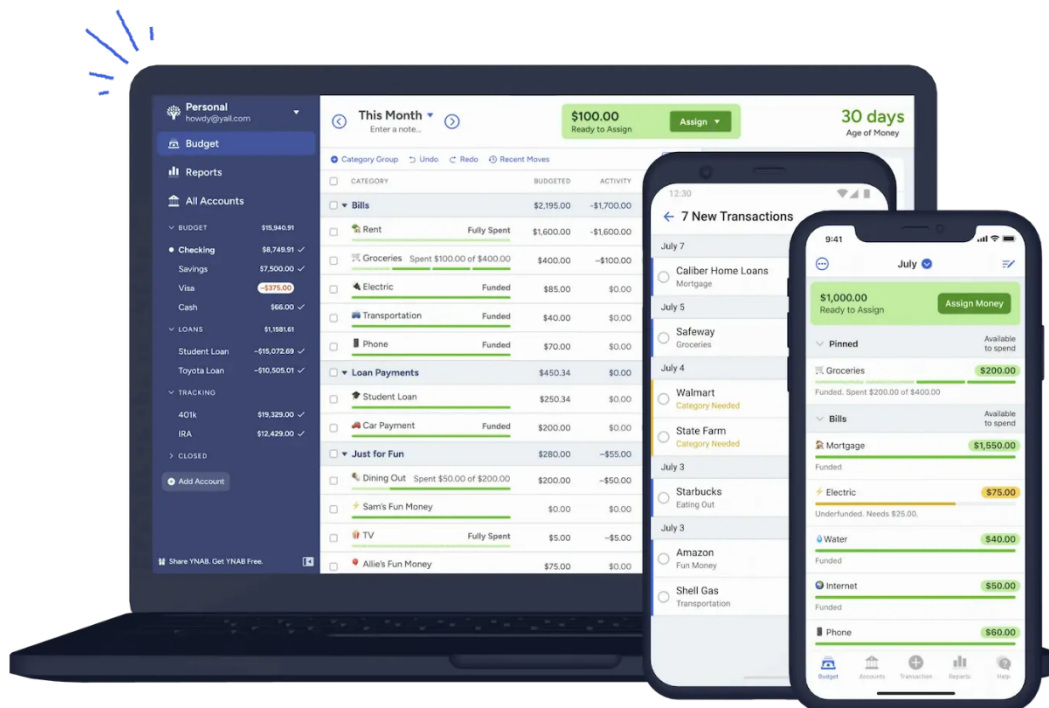 Personal
howdy@yall.com
Budget
Reports
All Accounts
BUDGET $15,940.91
Checking $8,749.91
Savings $7,500.00
Visa -$375.00
Cash $66.00
LOANS $1,1581.61
Student Loan -$15,072.69
Toyota Loan -$10,505.01
TRACKING
401k $19,329.00
IRA $12,429.00
CLOSED
Add Account
Share YNAB. Get YNAB Free.
This Month
Enter a note...
$100.00
Ready to Assign
Assign
30 days
Age of Money
Category Group Undo Redo Recent Moves
CATEGORY BUDGETED ACTIVITY
Bills $2,195.00 -$1,700.00
Rent Fully Spent $1,600.00 -$1,600.00
Groceries Spent $100.00 of $400.00 $400.00 -$100.00
Electric Funded $85.00 $0.00
Transportation Funded $40.00 $0.00
Phone Funded $70.00 $0.00
Loan Payments $450.34 $0.00
Student Loan $250.34 $0.00
Car Payment Funded $200.00 $0.00
Just for Fun $280.00 -$55.00
Dining Out Spent $50.00 of $200.00 $200.00 -$50.00
Sam's Fun Money $0.00 $0.00
TV Fully Spent $5.00 -$5.00
Allie's Fun Money $75.00 $0.00
12:30
7 New Transactions
July 7
Caliber Home Loans
Mortgage
July 5
Safeway
Groceries
July 4
Walmart
Category Needed
State Farm
Category Needed
July 3
Starbucks
Eating Out
July 3
Amazon
Fun Money
Shell Gas
Transportation
9:41
July
$1,000.00
Ready to Assign
Assign Money
Pinned Available
to spend
Groceries $200.00
Funded. Spent $200.00 of $400.00
Bills Available
to spend
Mortgage $1,550.00
Funded
Electric $75.00
Underfunded. Needs $25.00.
Water $40.00
Funded
Internet $50.00
Funded
Phone $60.00
Budget Accounts Transaction Reports Help